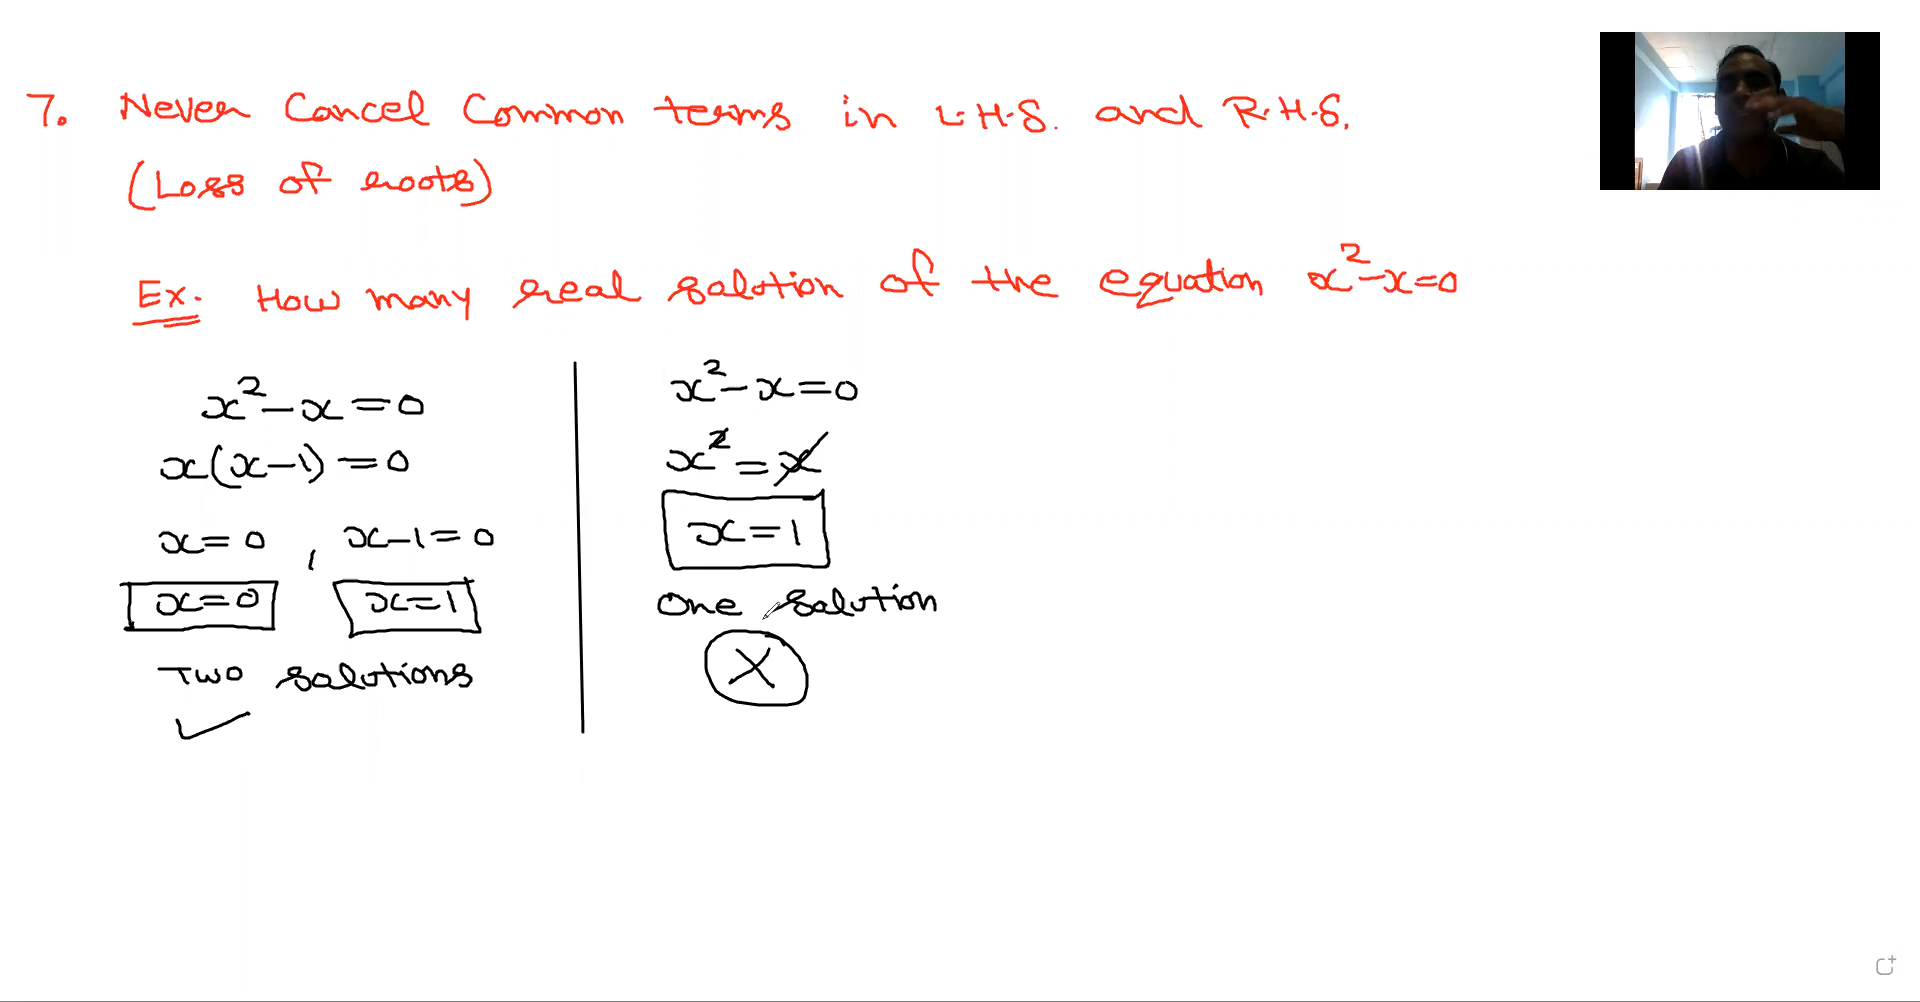 7. Never Cancel Common terms in L.H.S. and R.H.S.
(Loss of roots)
Ex. How many real solution of the equation x²-x=0
x²-x=0
x(x-1)=0
x=0 , x-1=0
x=0 x=1
Two solutions
x²-x=0
x²=x
x=1
One solution
X